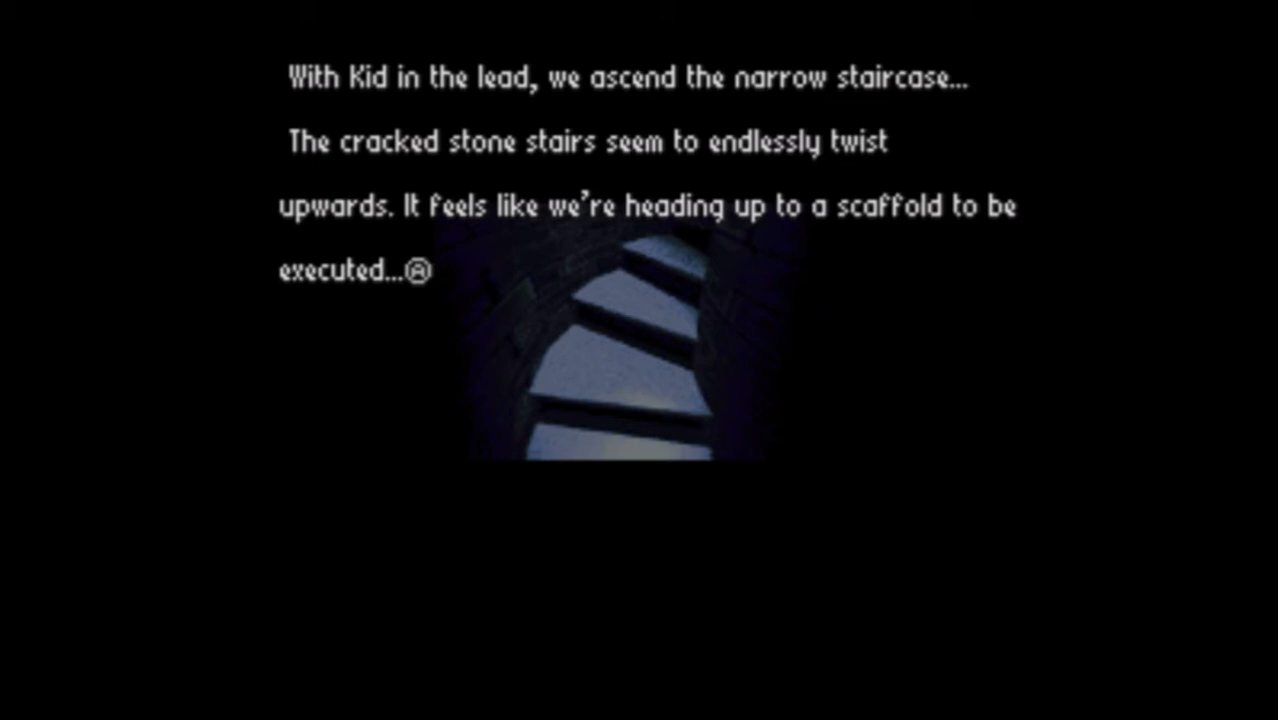 With Kid in the lead, we ascend the narrow staircase...
The cracked stone stairs seem to endlessly twist
upwards. It feels like we're heading up to a scaffold to be
executed...Ⓐ